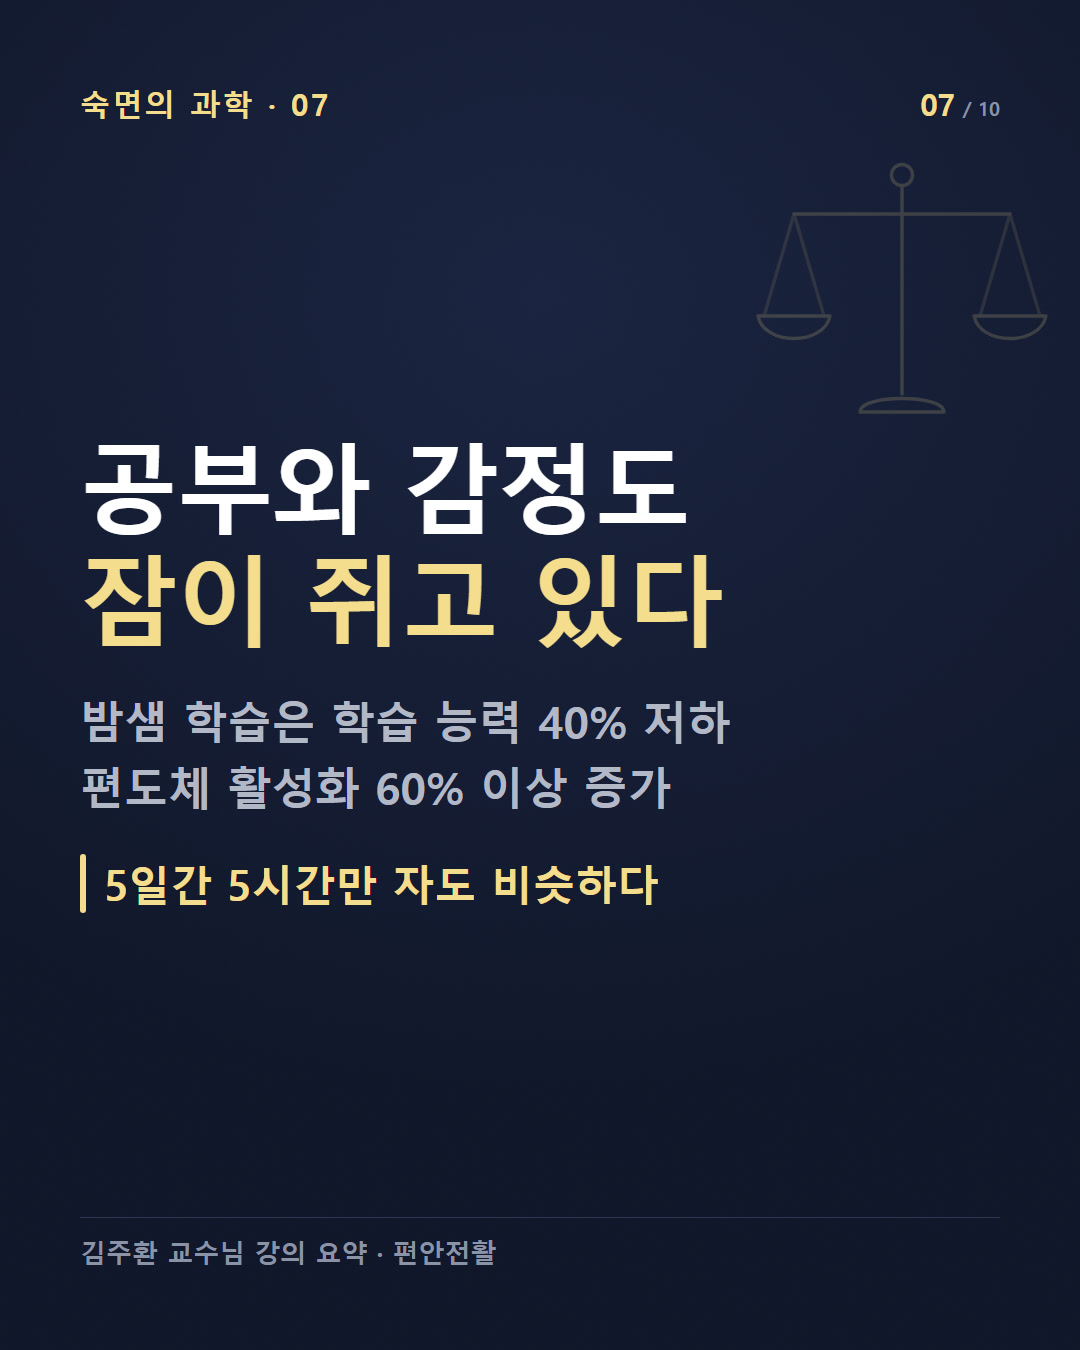 숙면의 과학 · 07
07 / 10
공부와 감정도
잠이 쥐고 있다
밤샘 학습은 학습 능력 40% 저하
편도체 활성화 60% 이상 증가
5일간 5시간만 자도 비슷하다
김주환 교수님 강의 요약 · 편안전활